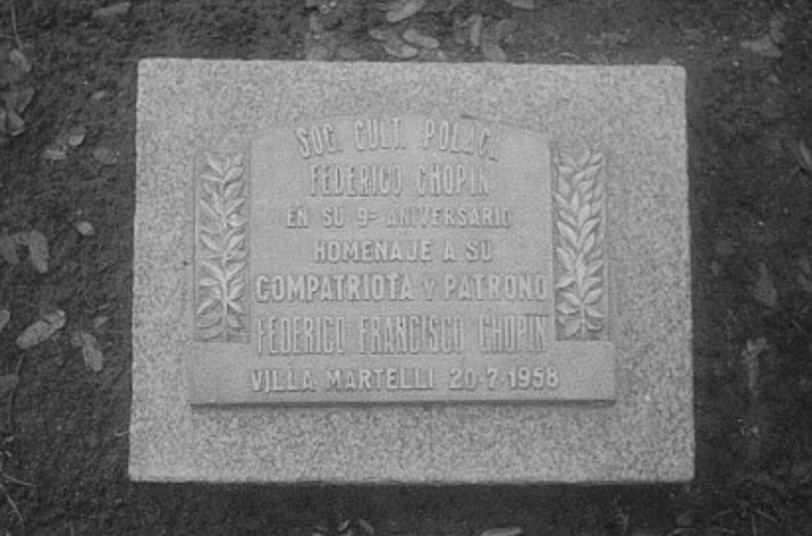 SOC. CULT. POLACA
FEDERICO CHOPIN
EN SU 9º ANIVERSARIO
HOMENAJE A SU
COMPATRIOTA Y PATRONO
FEDERICO FRANCISCO CHOPIN
VILLA MARTELLI 20-7-1958